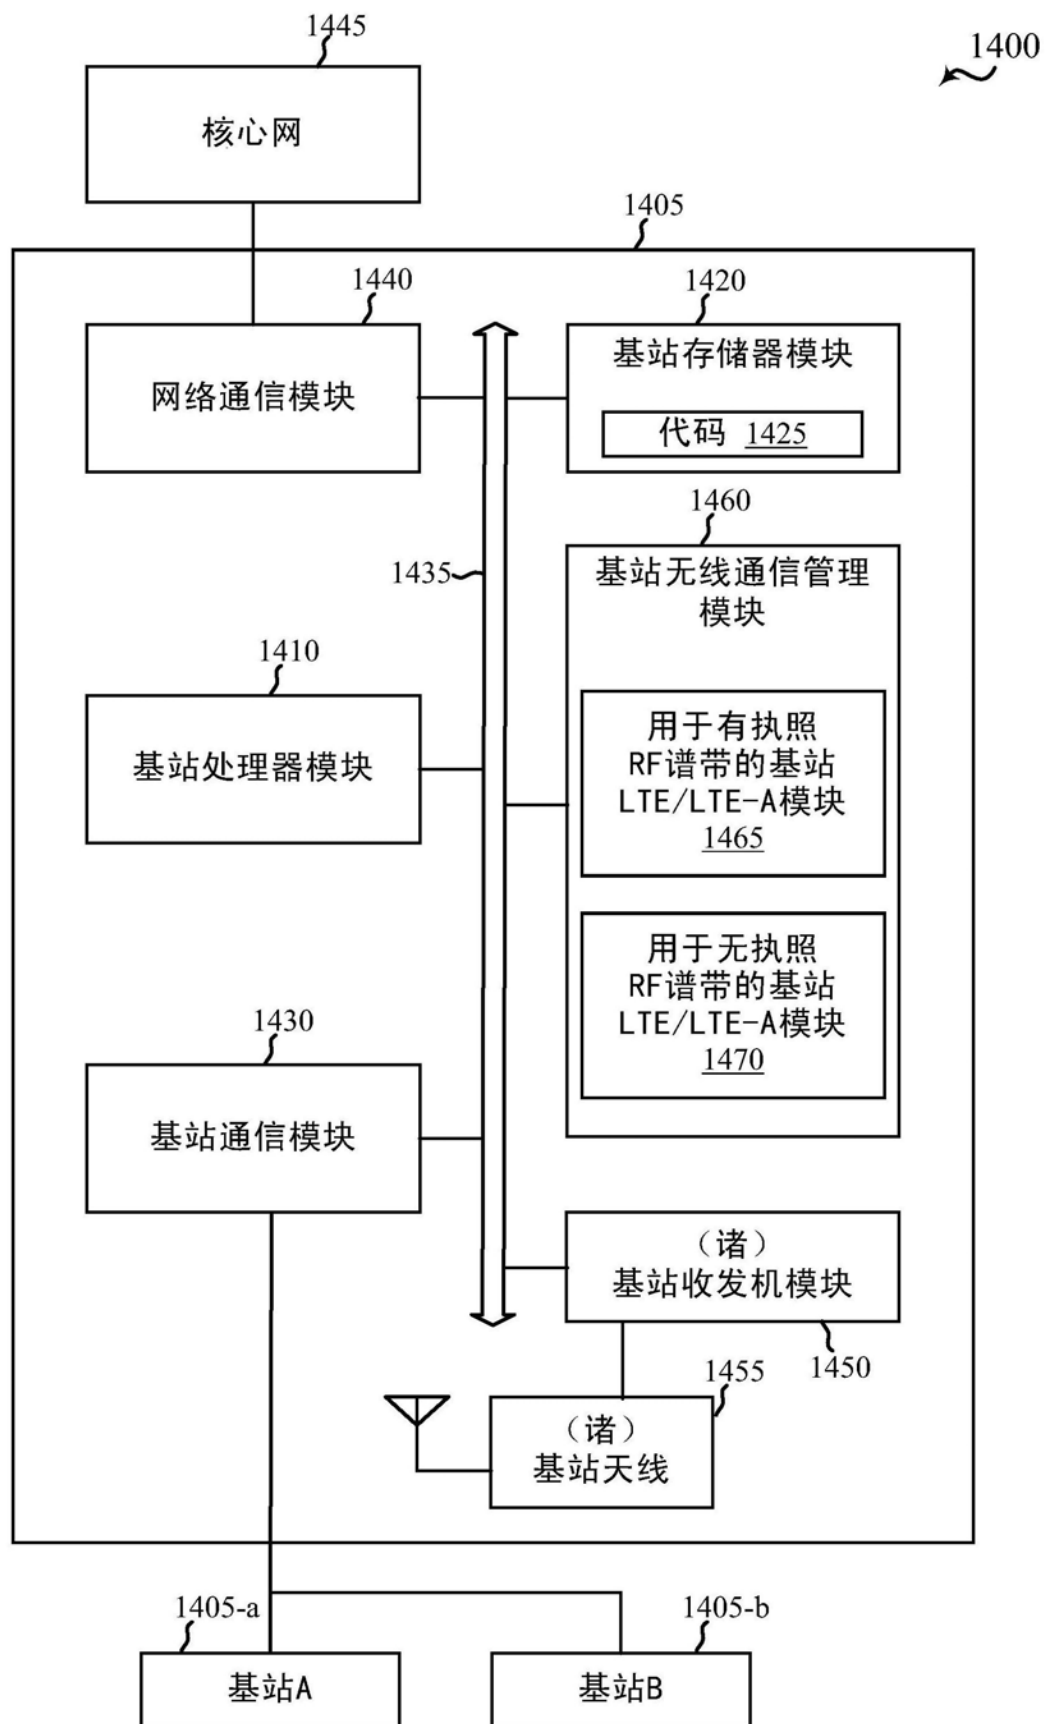 1445
1400
核心网
1405
1440
网络通信模块
1420
基站存储器模块
代码 1425
1460
1435
基站无线通信管理
模块
1410
基站处理器模块
用于有执照
RF谱带的基站
LTE/LTE-A模块
1465
用于无执照
RF谱带的基站
LTE/LTE-A模块
1470
1430
基站通信模块
（诸）
基站收发机模块
1450
1455
（诸）
基站天线
1405-a
1405-b
基站A
基站B